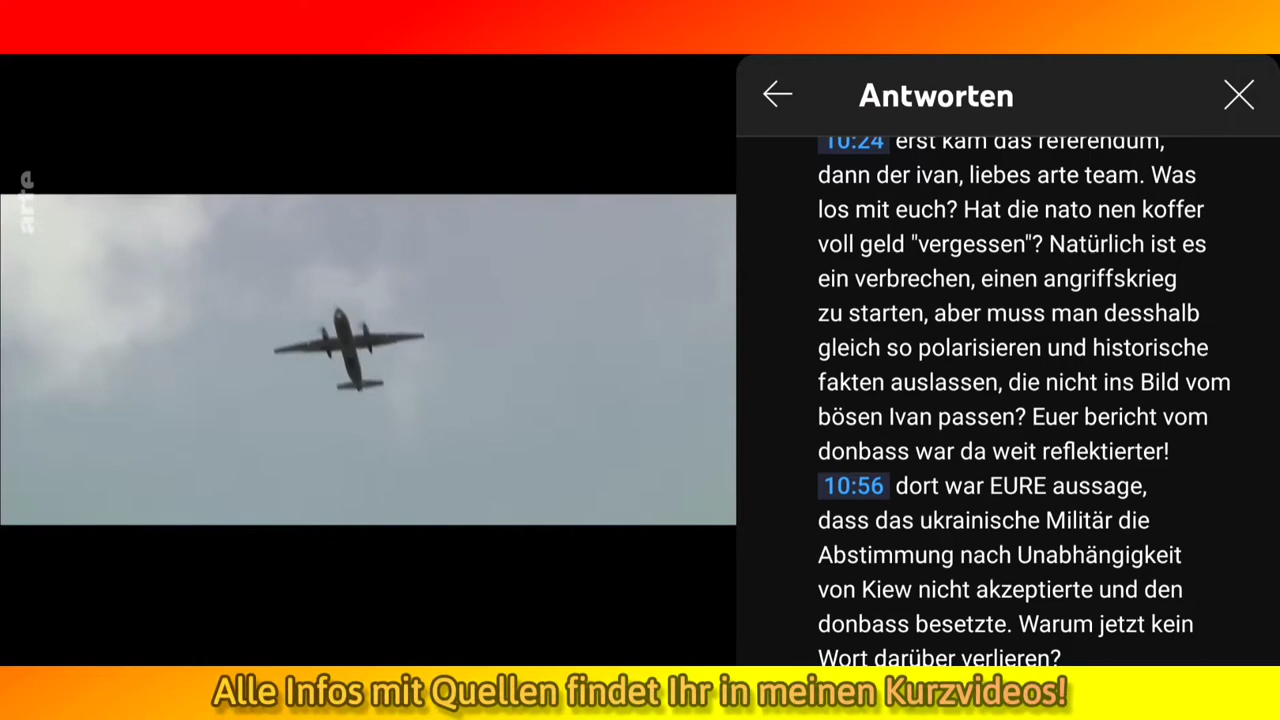 arte
Antworten
10:24 erst kam das referendum,
dann der ivan, liebes arte team. Was
los mit euch? Hat die nato nen koffer
voll geld "vergessen"? Natürlich ist es
ein verbrechen, einen angriffskrieg
zu starten, aber muss man desshalb
gleich so polarisieren und historische
fakten auslassen, die nicht ins Bild vom
bösen Ivan passen? Euer bericht vom
donbass war da weit reflektierter!
10:56 dort war EURE aussage,
dass das ukrainische Militär die
Abstimmung nach Unabhängigkeit
von Kiew nicht akzeptierte und den
donbass besetzte. Warum jetzt kein
Wort darüber verlieren?
Alle Infos mit Quellen findet Ihr in meinen Kurzvideos!